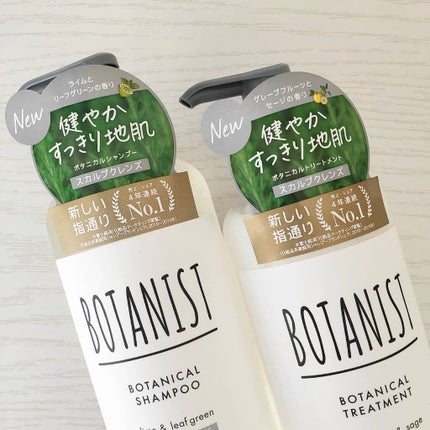 ライムと
リーフグリーンの香り
New
健やか
すっきり地肌
ボタニカルシャンプー
スカルプクレンズ
新しい
指通り
4年連続
No.1
BOTANIST
BOTANICAL
SHAMPOO
& leaf green
グレープフルーツと
セージの香り
New
健やか
すっきり地肌
ボタニカルトリートメント
スカルプクレンズ
新しい
指通り
4年連続
No.1
BOTANIST
BOTANICAL
TREATMENT
& sage